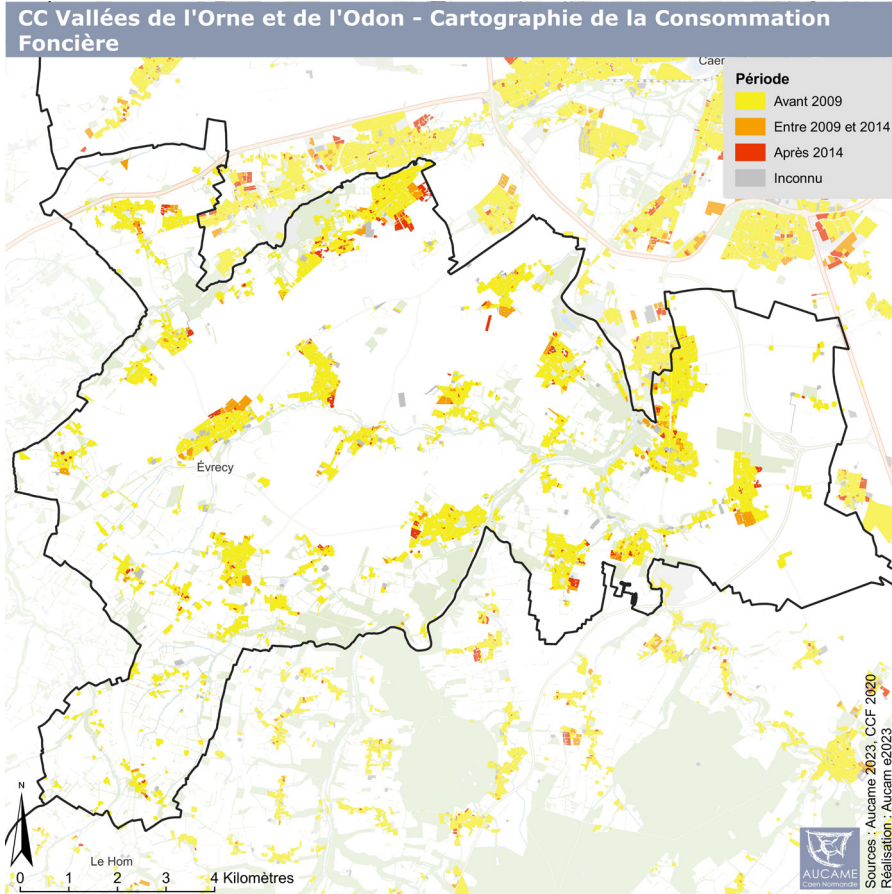 CC Vallées de l'Orne et de l'Odon - Cartographie de la Consommation
Foncière
Caer
Période
Avant 2009
Entre 2009 et 2014
Après 2014
Inconnu
Évrecy
Le Hom
N
0 1 2 3 4 Kilomètres
AUCAME
Caen Normandie
Sources : Aucame 2023, CCF 2020
Réalisation : Aucam e2023